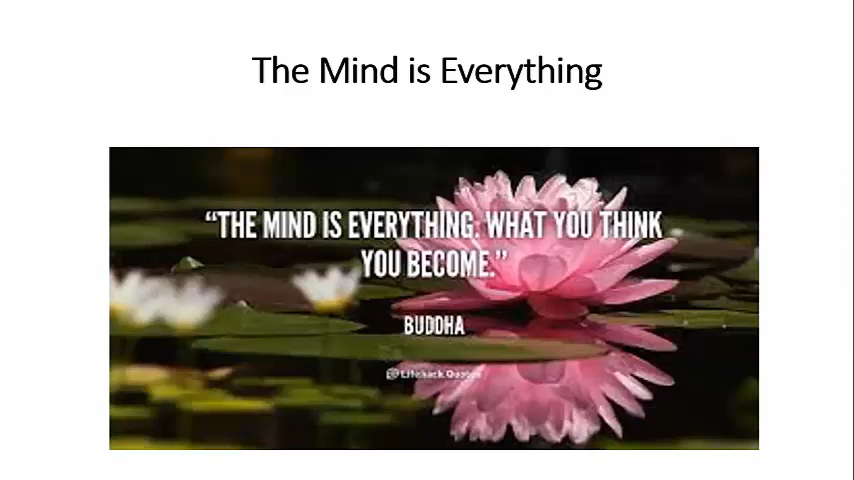 The Mind is Everything
“THE MIND IS EVERYTHING. WHAT YOU THINK
YOU BECOME.”
BUDDHA
Lifehack Quotes